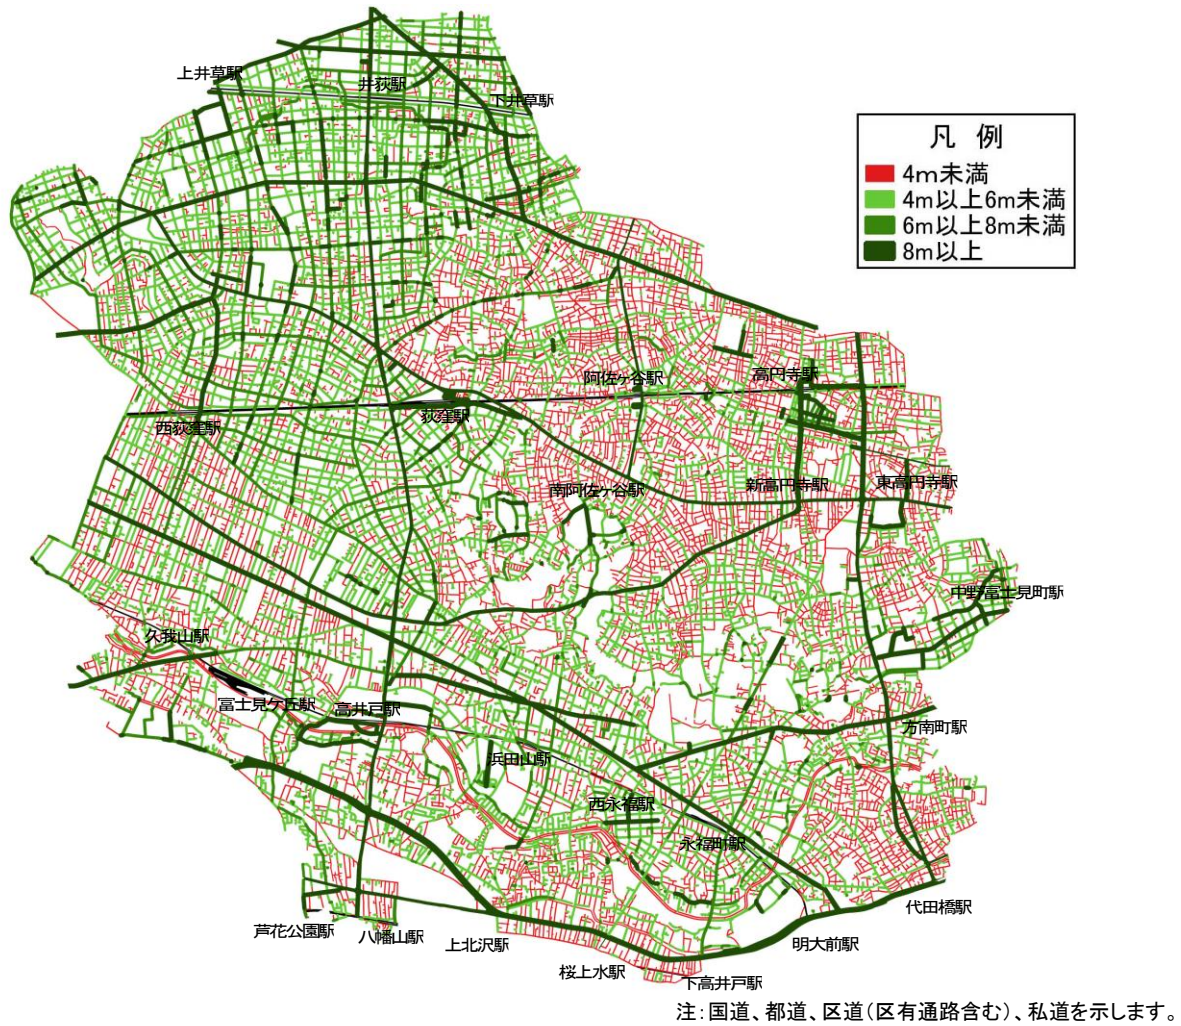 上井草駅
井荻駅
下井草駅
凡 例
4m未満
4m以上6m未満
6m以上8m未満
8m以上
阿佐ヶ谷駅
高円寺駅
西荻窪駅
荻窪駅
南阿佐ヶ谷駅
新高円寺駅
東高円寺駅
中野富士見町駅
久我山駅
富士見ケ丘駅
高井戸駅
方南町駅
浜田山駅
西永福駅
永福町駅
代田橋駅
芦花公園駅
八幡山駅
上北沢駅
明大前駅
桜上水駅
下高井戸駅
注：国道、都道、区道（区有通路含む）、私道を示します。